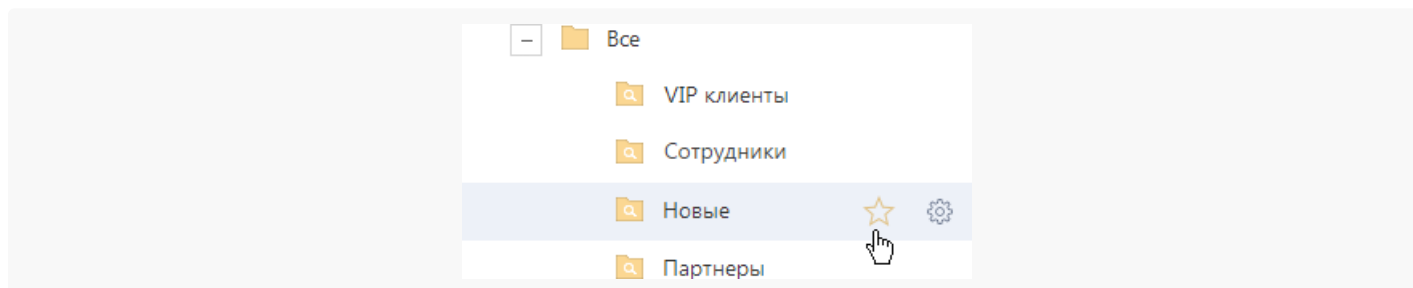 Все
VIP клиенты
Сотрудники
Новые
Партнеры